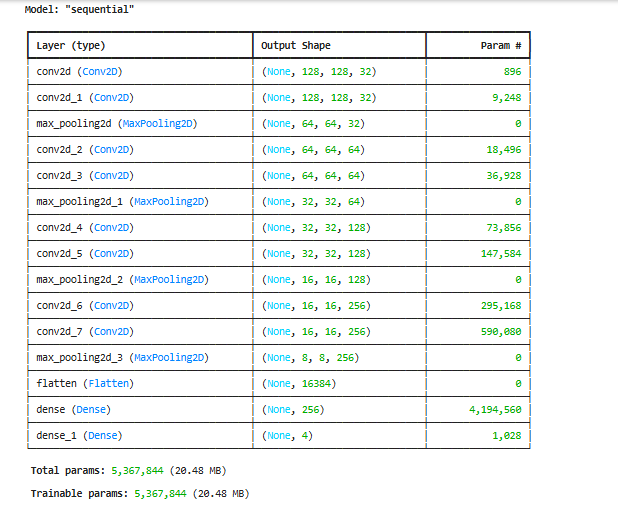 Model: "sequential"
Layer (type) Output Shape Param #
conv2d (Conv2D) (None, 128, 128, 32) 896
conv2d_1 (Conv2D) (None, 128, 128, 32) 9,248
max_pooling2d (MaxPooling2D) (None, 64, 64, 32) 0
conv2d_2 (Conv2D) (None, 64, 64, 64) 18,496
conv2d_3 (Conv2D) (None, 64, 64, 64) 36,928
max_pooling2d_1 (MaxPooling2D) (None, 32, 32, 64) 0
conv2d_4 (Conv2D) (None, 32, 32, 128) 73,856
conv2d_5 (Conv2D) (None, 32, 32, 128) 147,584
max_pooling2d_2 (MaxPooling2D) (None, 16, 16, 128) 0
conv2d_6 (Conv2D) (None, 16, 16, 256) 295,168
conv2d_7 (Conv2D) (None, 16, 16, 256) 590,080
max_pooling2d_3 (MaxPooling2D) (None, 8, 8, 256) 0
flatten (Flatten) (None, 16384) 0
dense (Dense) (None, 256) 4,194,560
dense_1 (Dense) (None, 4) 1,028
Total params: 5,367,844 (20.48 MB)
Trainable params: 5,367,844 (20.48 MB)